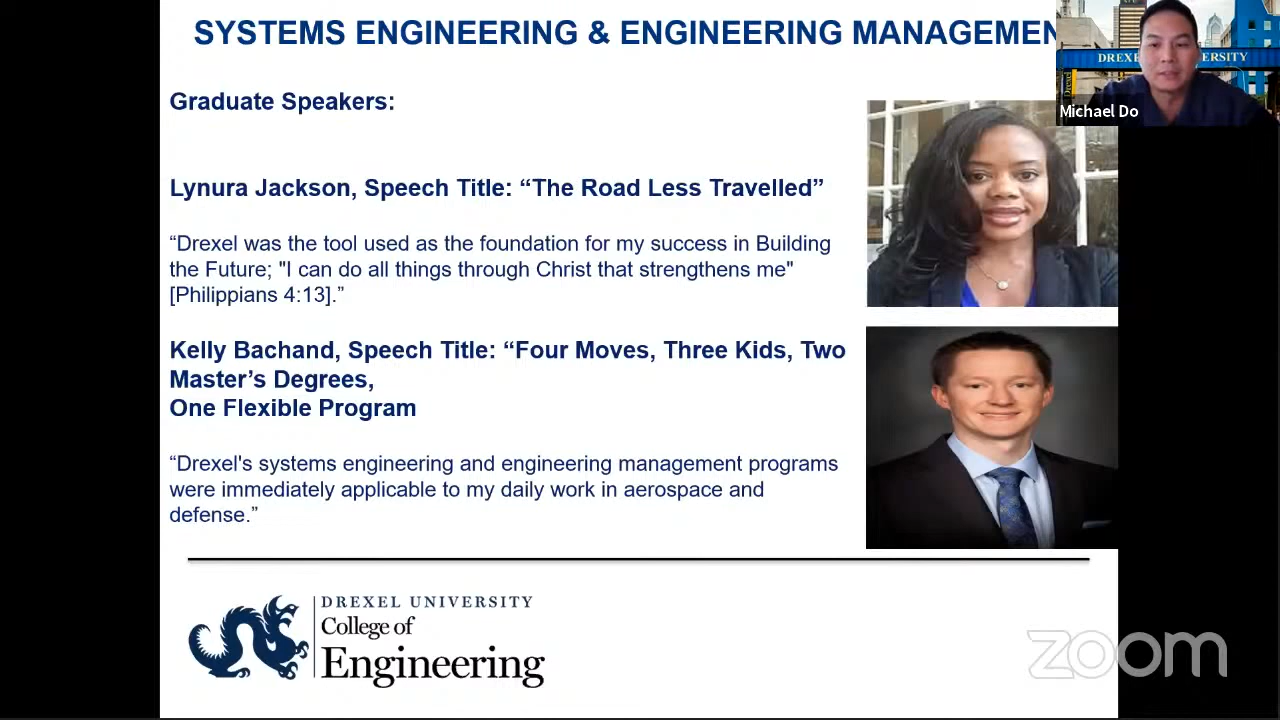 SYSTEMS ENGINEERING & ENGINEERING MANAGEMEN
DREXEL
ERSITY
Drexel
Michael Do
Graduate Speakers:
Lynura Jackson, Speech Title: “The Road Less Travelled”
“Drexel was the tool used as the foundation for my success in Building
the Future; "I can do all things through Christ that strengthens me"
[Philippians 4:13].”
Kelly Bachand, Speech Title: “Four Moves, Three Kids, Two
Master’s Degrees,
One Flexible Program
“Drexel's systems engineering and engineering management programs
were immediately applicable to my daily work in aerospace and
defense.”
DREXEL UNIVERSITY
College of
Engineering
zoom